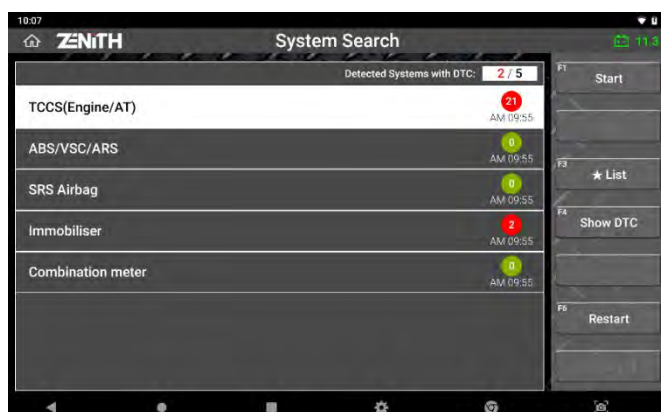 10:07
ZENITH System Search 11.3
Detected Systems with DTC: 2 / 5
TCCS(Engine/AT) 21
AM 09:55
ABS/VSC/ARS 0
AM 09:55
SRS Airbag 0
AM 09:55
Immobiliser 2
AM 09:55
Combination meter 0
AM 09:55
F1 Start
F3 ★ List
F4 Show DTC
F6 Restart